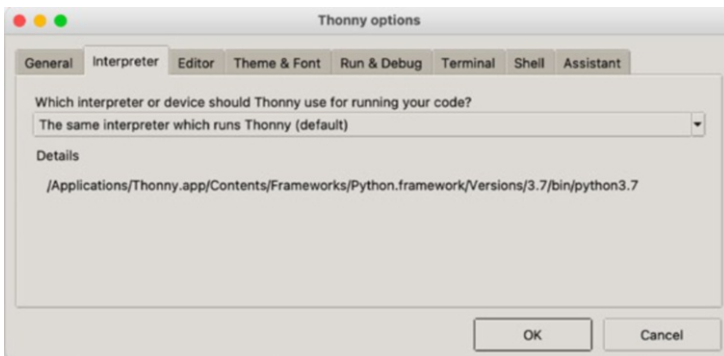 Thonny options
General Interpreter Editor Theme & Font Run & Debug Terminal Shell Assistant
Which interpreter or device should Thonny use for running your code?
The same interpreter which runs Thonny (default)
Details
/Applications/Thonny.app/Contents/Frameworks/Python.framework/Versions/3.7/bin/python3.7
OK Cancel